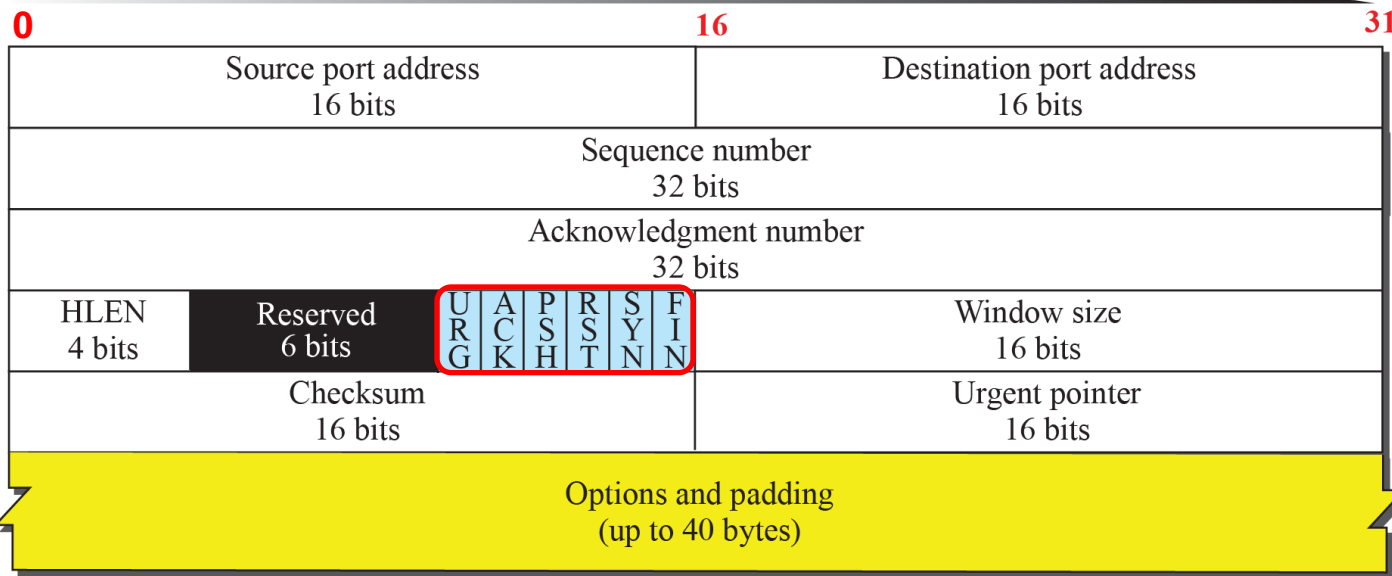 0 16 31
Source port address
16 bits
Destination port address
16 bits
Sequence number
32 bits
Acknowledgment number
32 bits
HLEN
4 bits
Reserved
6 bits
URG
ACK
PSH
RST
SYN
FIN
Window size
16 bits
Checksum
16 bits
Urgent pointer
16 bits
Options and padding
(up to 40 bytes)